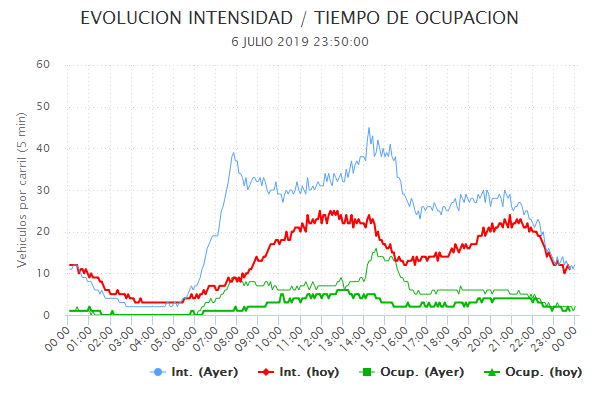 EVOLUCION INTENSIDAD / TIEMPO DE OCUPACION
6 JULIO 2019 23:50:00
Vehiculos por carril (5 min)
60
50
40
30
20
10
0
00:00 01:00 02:00 03:00 04:00 05:00 06:00 07:00 08:00 09:00 10:00 11:00 12:00 13:00 14:00 15:00 16:00 17:00 18:00 19:00 20:00 21:00 22:00 23:00 00:00
Int. (Ayer) Int. (hoy) Ocup. (Ayer) Ocup. (hoy)